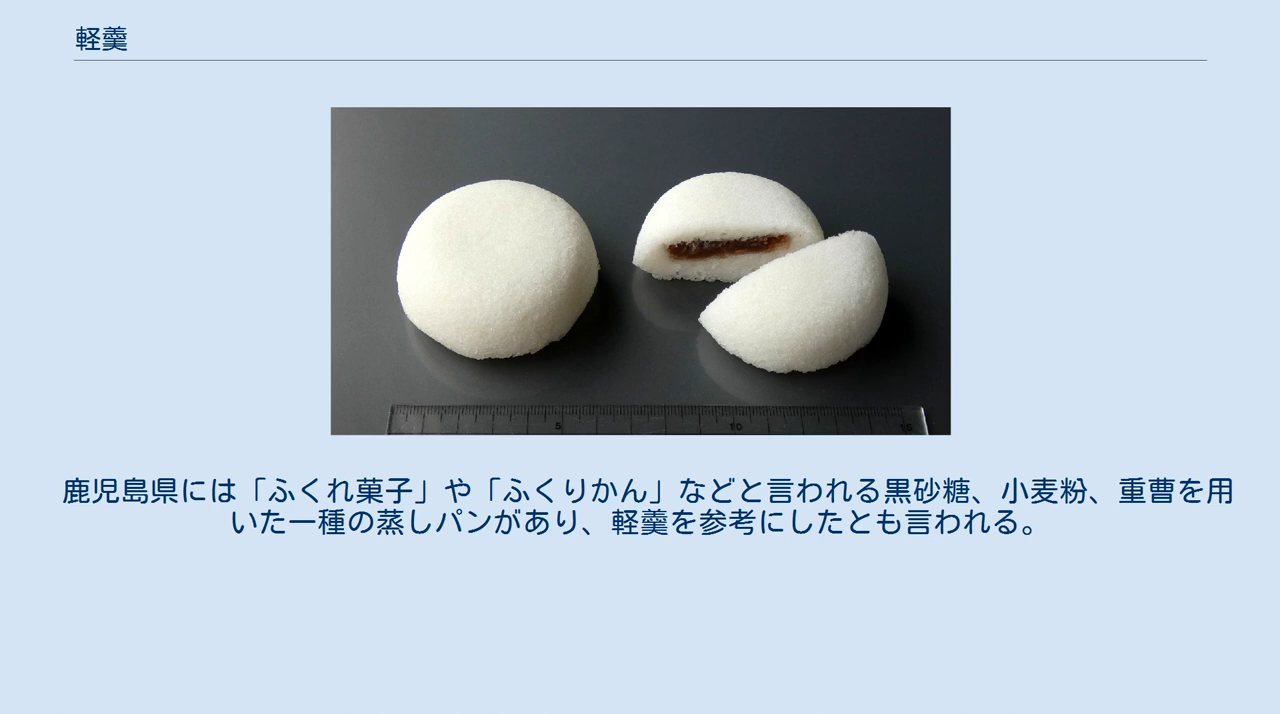 軽羹
5
10
15
鹿児島県には「ふくれ菓子」や「ふくりかん」などと言われる黒砂糖、小麦粉、重曹を用
いた一種の蒸しパンがあり、軽羹を参考にしたとも言われる。